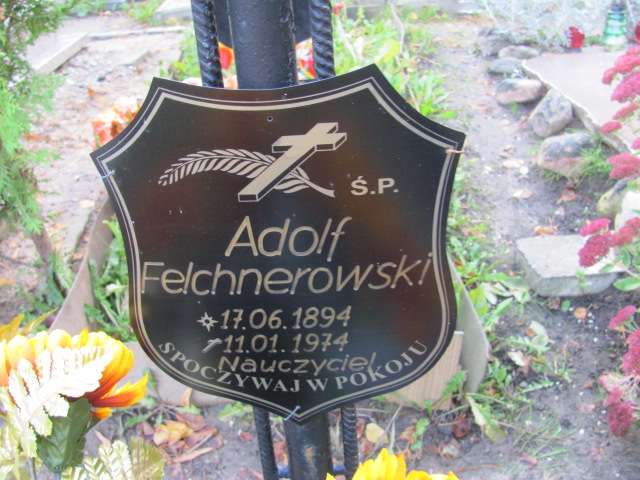 Ś.P.
Adolf
Felchnerowski
17.06.1894
11.01.1974
Nauczyciel
SPOCZYWAJ W POKOJU